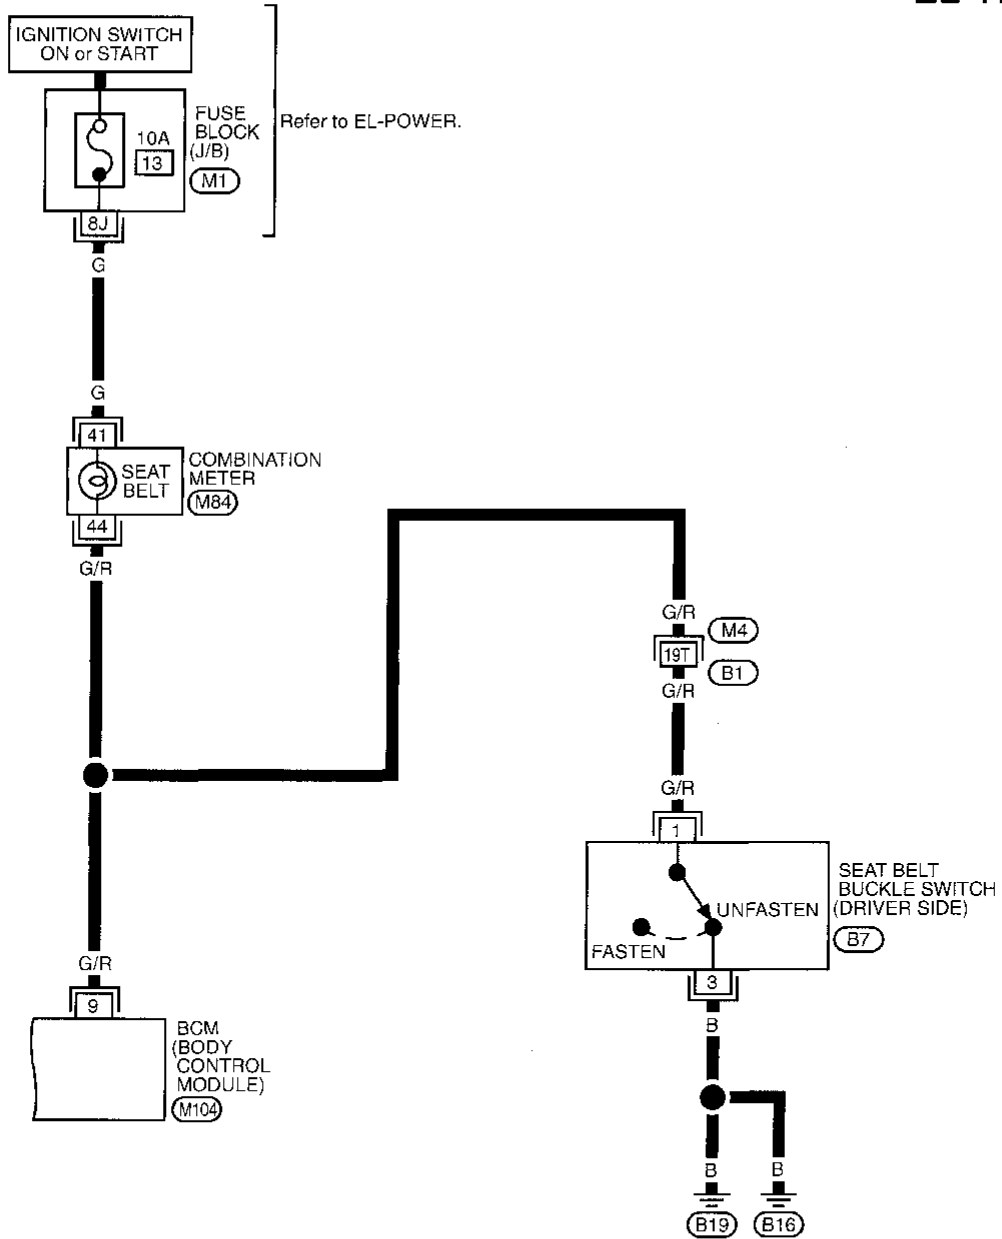 IGNITION SWITCH
ON or START
FUSE
BLOCK
(J/B)
M1
10A
13
8J
Refer to EL-POWER.
G
G
41
SEAT
BELT
COMBINATION
METER
M84
44
G/R
G/R
M4
19T
B1
G/R
G/R
1
UNFASTEN
FASTEN
SEAT BELT
BUCKLE SWITCH
(DRIVER SIDE)
B7
3
G/R
9
BCM
(BODY
CONTROL
MODULE)
M104
B
B
B
B19
B16